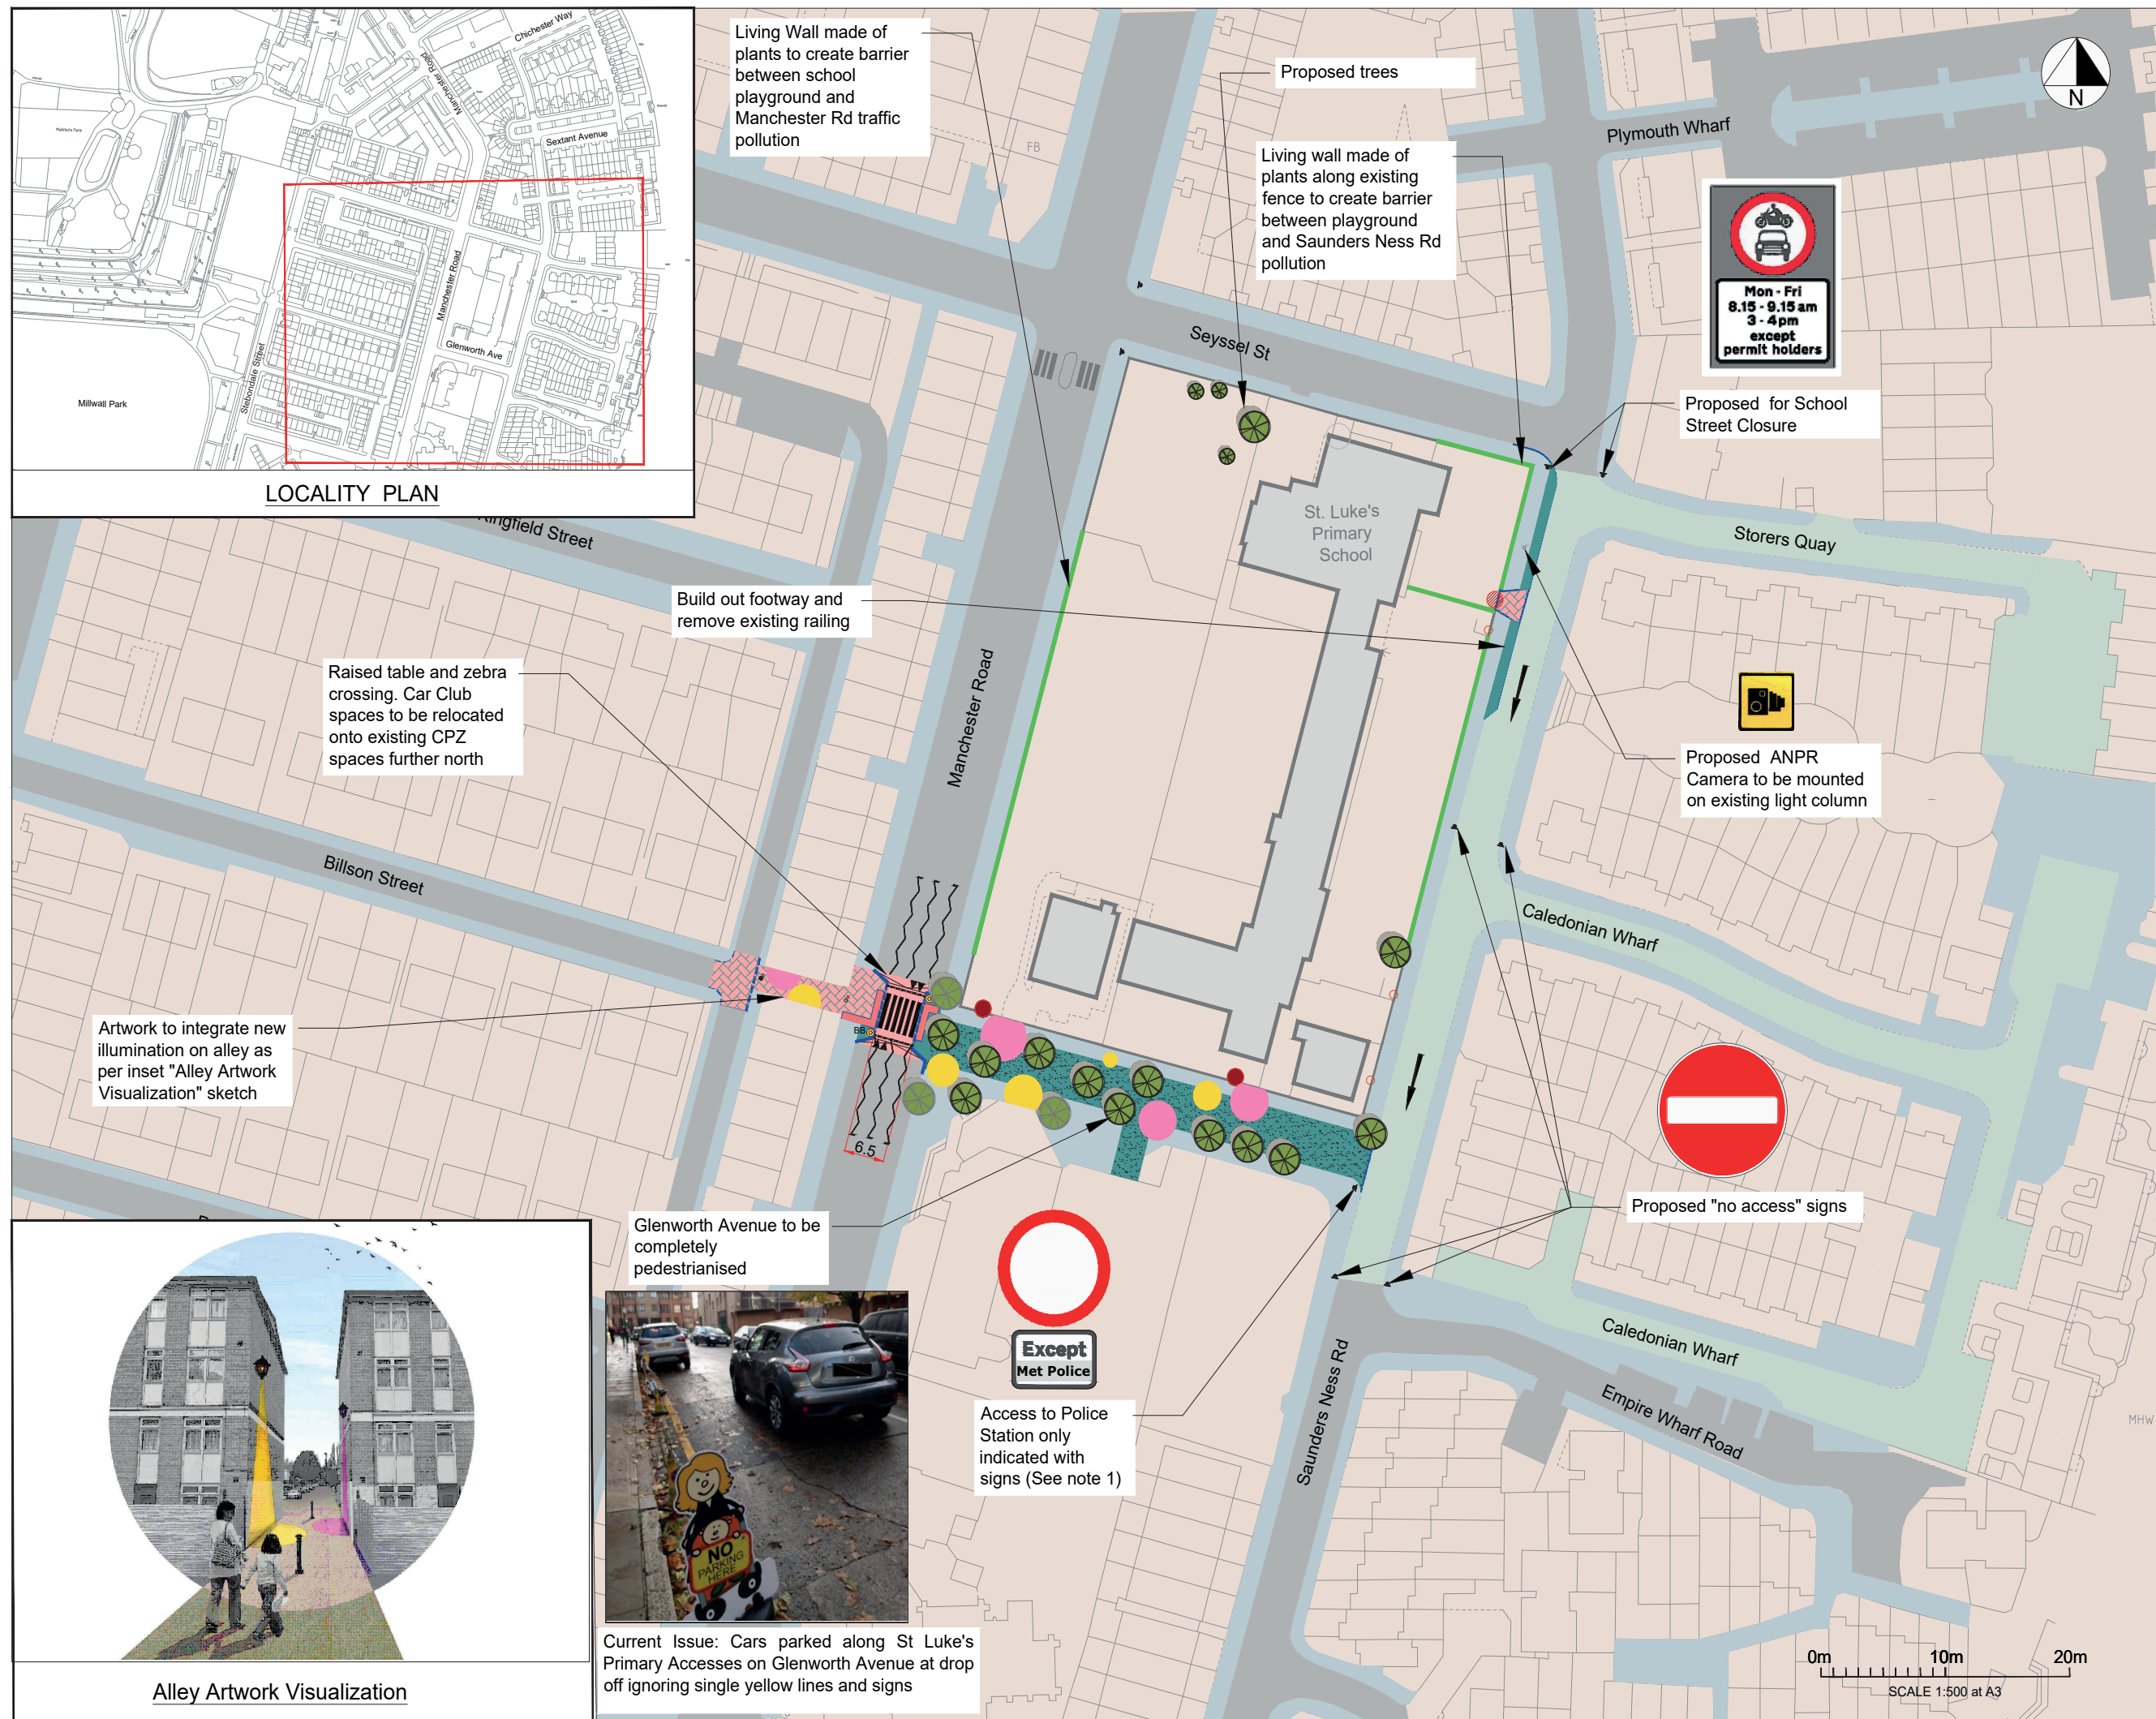 Chichester Way
Manchester Road
Sextant Avenue
Manchester Road
Glenworth Ave
Stebondale Street
Millwall Park
LOCALITY PLAN
Living Wall made of
plants to create barrier
between school
playground and
Manchester Rd traffic
pollution
FB
Proposed trees
Living wall made of
plants along existing
fence to create barrier
between playground
and Saunders Ness Rd
pollution
Plymouth Wharf
N
Mon - Fri
8.15 - 9.15 am
3 - 4 pm
except
permit holders
Seyssel St
Proposed for School
Street Closure
St. Luke's
Primary
School
Storers Quay
Kingfield Street
Build out footway and
remove existing railing
Raised table and zebra
crossing. Car Club
spaces to be relocated
onto existing CPZ
spaces further north
Manchester Road
Proposed ANPR
Camera to be mounted
on existing light column
Billson Street
Caledonian Wharf
Artwork to integrate new
illumination on alley as
per inset "Alley Artwork
Visualization" sketch
BB
6.5
Glenworth Avenue to be
completely
pedestrianised
Proposed "no access" signs
Except
Met Police
Access to Police
Station only
indicated with
signs (See note 1)
Saunders Ness Rd
Caledonian Wharf
Empire Wharf Road
MHW
NO
PARKING
HERE
Current Issue: Cars parked along St Luke's
Primary Accesses on Glenworth Avenue at drop
off ignoring single yellow lines and signs
Alley Artwork Visualization
0m 10m 20m
SCALE 1:500 at A3